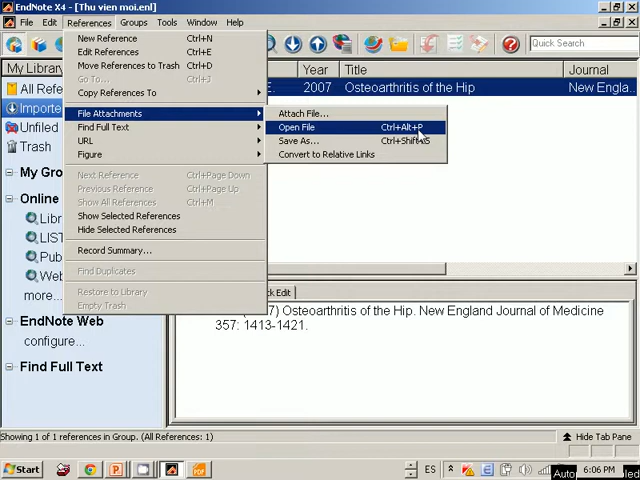 EndNote X4 - [Thu vien moi.enl]
File Edit References Groups Tools Window Help
Quick Search
My Library
All Refe
Importe
Unfiled
Trash
My Gro
Online
Libr
LIST
Pub
Web
more...
EndNote Web
configure...
Find Full Text
New Reference Ctrl+N
Edit References Ctrl+E
Move References to Trash Ctrl+D
Go To... Ctrl+J
Copy References To
File Attachments
Find Full Text
URL
Figure
Next Reference Ctrl+Page Down
Previous Reference Ctrl+Page Up
Show All References Ctrl+M
Show Selected References
Hide Selected References
Record Summary...
Find Duplicates
Restore to Library
Empty Trash
Attach File...
Open File Ctrl+Alt+P
Save As...
Convert to Relative Links
Year Title Journal
E. 2007 Osteoarthritis of the Hip New Engla
ck Edit
7) Osteoarthritis of the Hip. New England Journal of Medicine
357: 1413-1421.
Showing 1 of 1 references in Group. (All References: 1)
Hide Tab Pane
Start
ES
6:06 PM